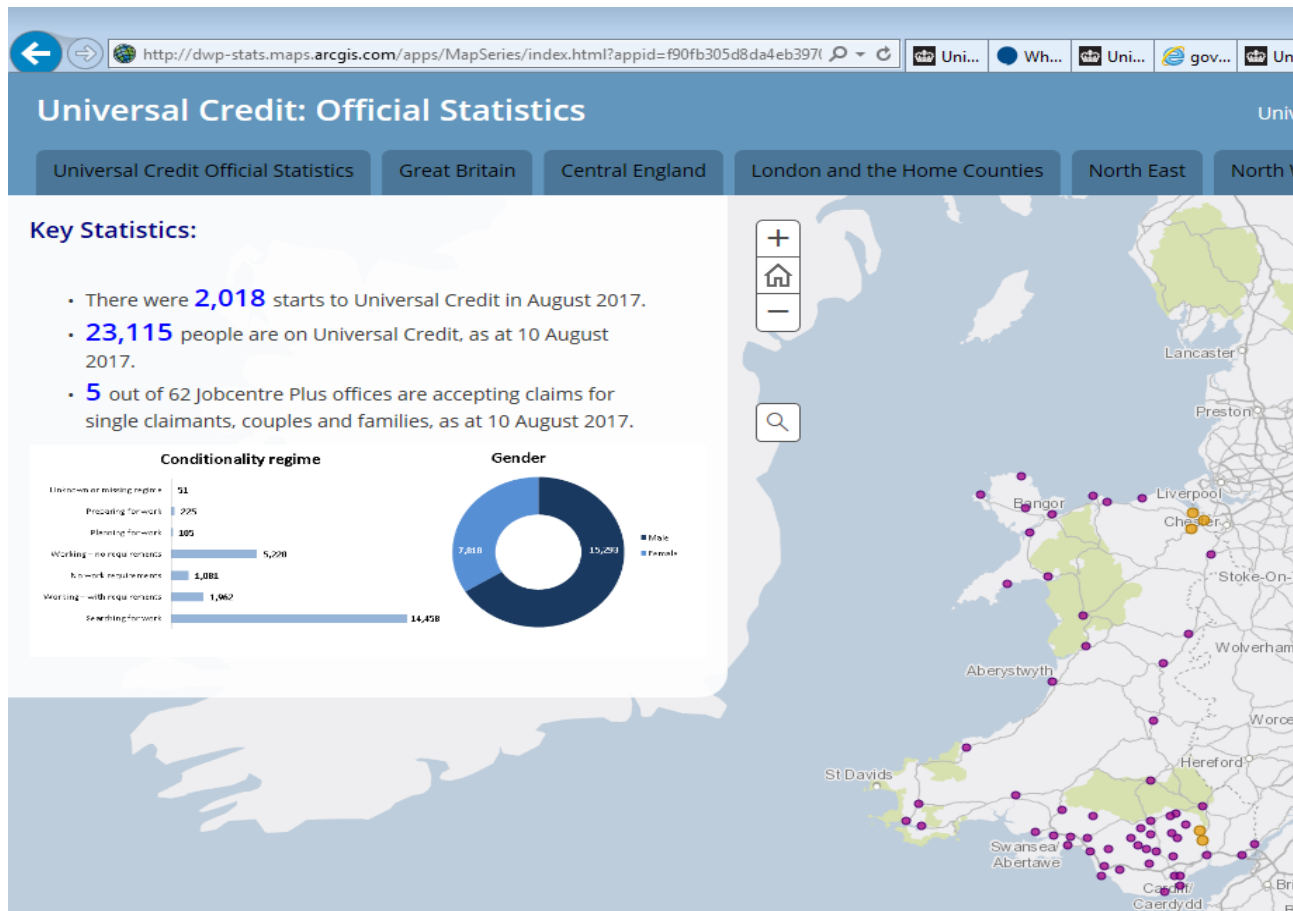 http://dwp-stats.maps.arcgis.com/apps/MapSeries/index.html?appid=f90fb305d8da4eb397(
Uni...
Wh...
Uni...
gov...
Un
Universal Credit: Official Statistics
Univ
Universal Credit Official Statistics
Great Britain
Central England
London and the Home Counties
North East
North
Key Statistics:
• There were 2,018 starts to Universal Credit in August 2017.
• 23,115 people are on Universal Credit, as at 10 August
2017.
• 5 out of 62 Jobcentre Plus offices are accepting claims for
single claimants, couples and families, as at 10 August 2017.
Conditionality regime
Unknown or missing regime 51
Preparing for work 225
Planning for work 105
Working – no requirements 5,220
No work requirements 1,081
Working – with requirements 1,962
Searching for work 14,458
Gender
7,818
15,293
Male
Female
Lancaster
Preston
Liverpool
Bangor
Chester
Stoke-On-
Wolverham
Aberystwyth
Worce
Hereford
St Davids
Swansea/
Abertawe
Cardiff/
Caerdydd
Bri